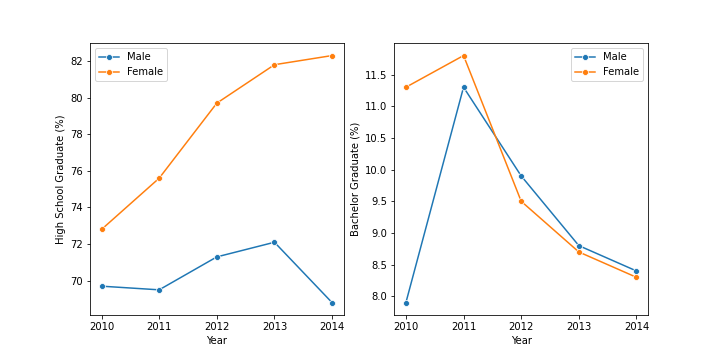 High School Graduate (%)
82
80
78
76
74
72
70
Male
Female
2010 2011 2012 2013 2014
Year
Bachelor Graduate (%)
11.5
11.0
10.5
10.0
9.5
9.0
8.5
8.0
Male
Female
2010 2011 2012 2013 2014
Year